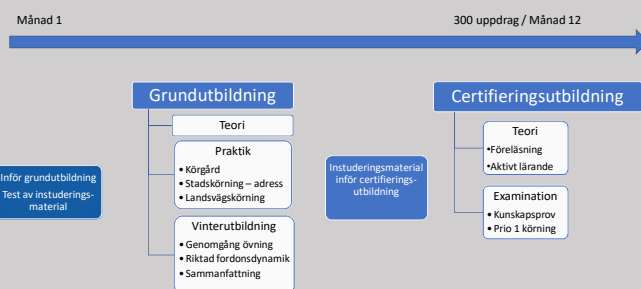 Månad 1
300 uppdrag / Månad 12
Inför grundutbildning
Test av instuderings-
material
Grundutbildning
Teori
Praktik
• Körgård
• Stadskörning – adress
• Landsvägskörning
Vinterutbildning
• Genomgång övning
• Riktad fordonsdynamik
• Sammanfattning
Instuderingsmaterial
inför certifierings-
utbildning
Certifieringsutbildning
Teori
•Föreläsning
•Aktivt lärande
Examination
• Kunskapsprov
• Prio 1 körning